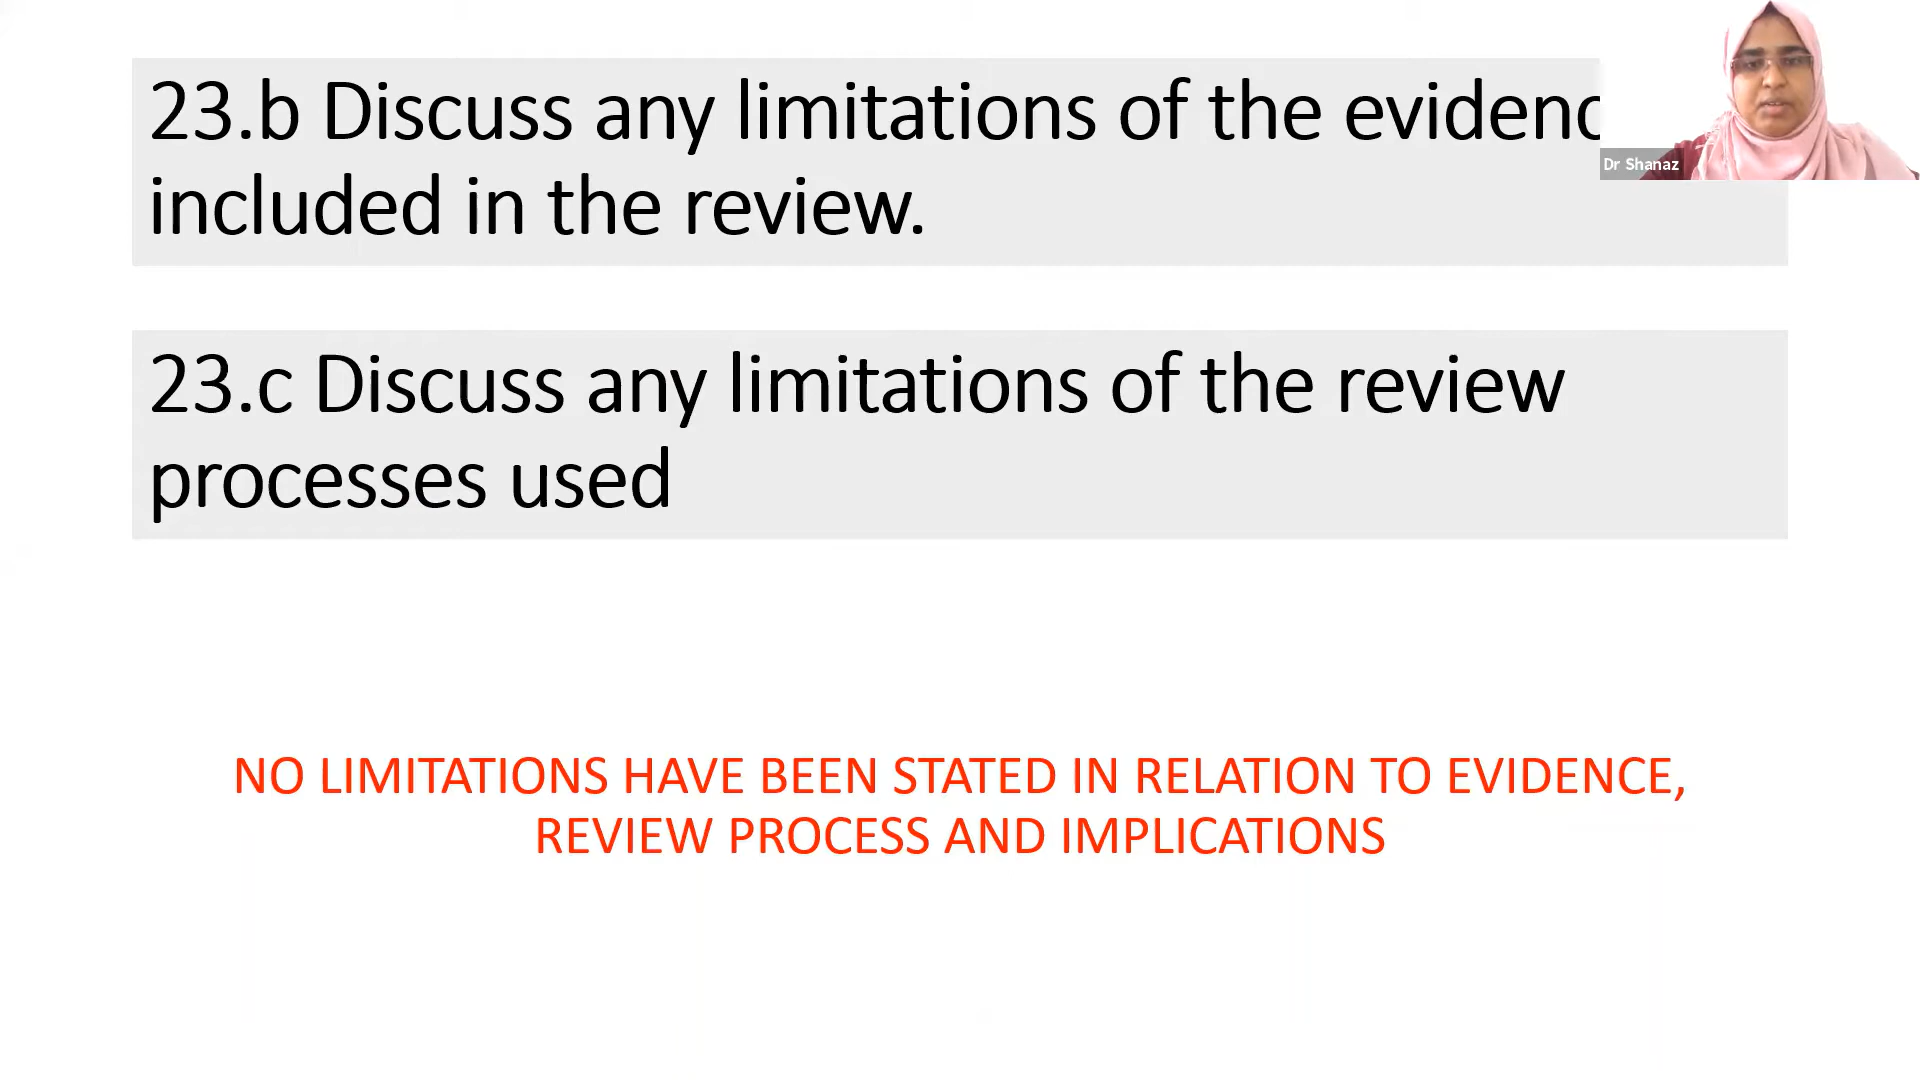 23.b Discuss any limitations of the
included in the review.
Dr Shanaz
23.c Discuss any limitations of the review
processes used
NO LIMITATIONS HAVE BEEN STATED IN RELATION TO EVIDENCE,
REVIEW PROCESS AND IMPLICATIONS